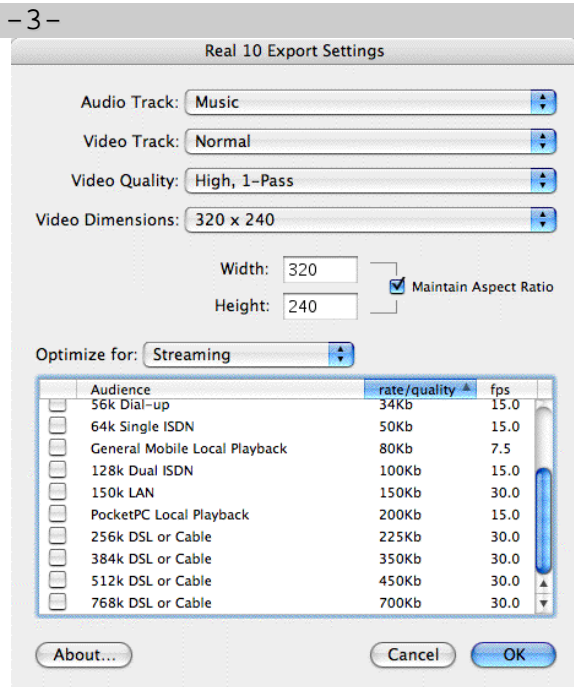 -3-
Real 10 Export Settings
Audio Track: Music
Video Track: Normal
Video Quality: High, 1-Pass
Video Dimensions: 320 x 240
Width: 320
Maintain Aspect Ratio
Height: 240
Optimize for: Streaming
Audience rate/quality fps
56k Dial-up 34Kb 15.0
64k Single ISDN 50Kb 15.0
General Mobile Local Playback 80Kb 7.5
128k Dual ISDN 100Kb 15.0
150k LAN 150Kb 30.0
PocketPC Local Playback 200Kb 15.0
256k DSL or Cable 225Kb 30.0
384k DSL or Cable 350Kb 30.0
512k DSL or Cable 450Kb 30.0
768k DSL or Cable 700Kb 30.0
About... Cancel OK